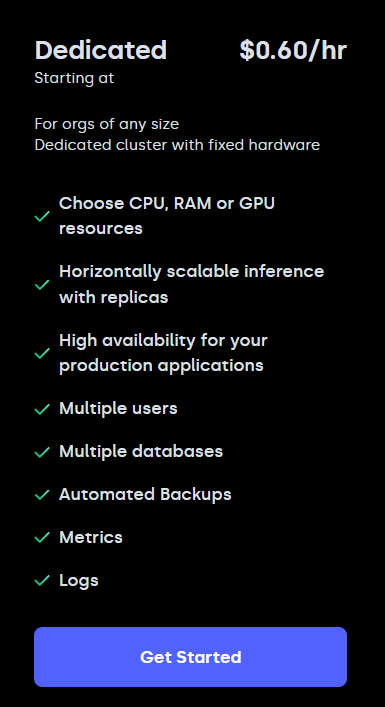 Dedicated $0.60/hr
Starting at
For orgs of any size
Dedicated cluster with fixed hardware
Choose CPU, RAM or GPU
resources
Horizontally scalable inference
with replicas
High availability for your
production applications
Multiple users
Multiple databases
Automated Backups
Metrics
Logs
Get Started